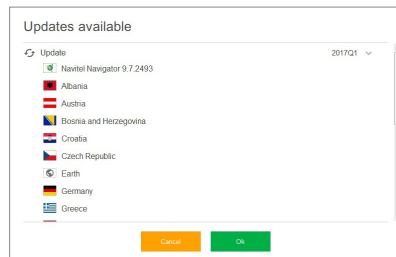 Updates available
Update 2017Q1
Navitel Navigator 9.7.2493
Albania
Austria
Bosnia and Herzegovina
Croatia
Czech Republic
Earth
Germany
Greece
Cancel Ok